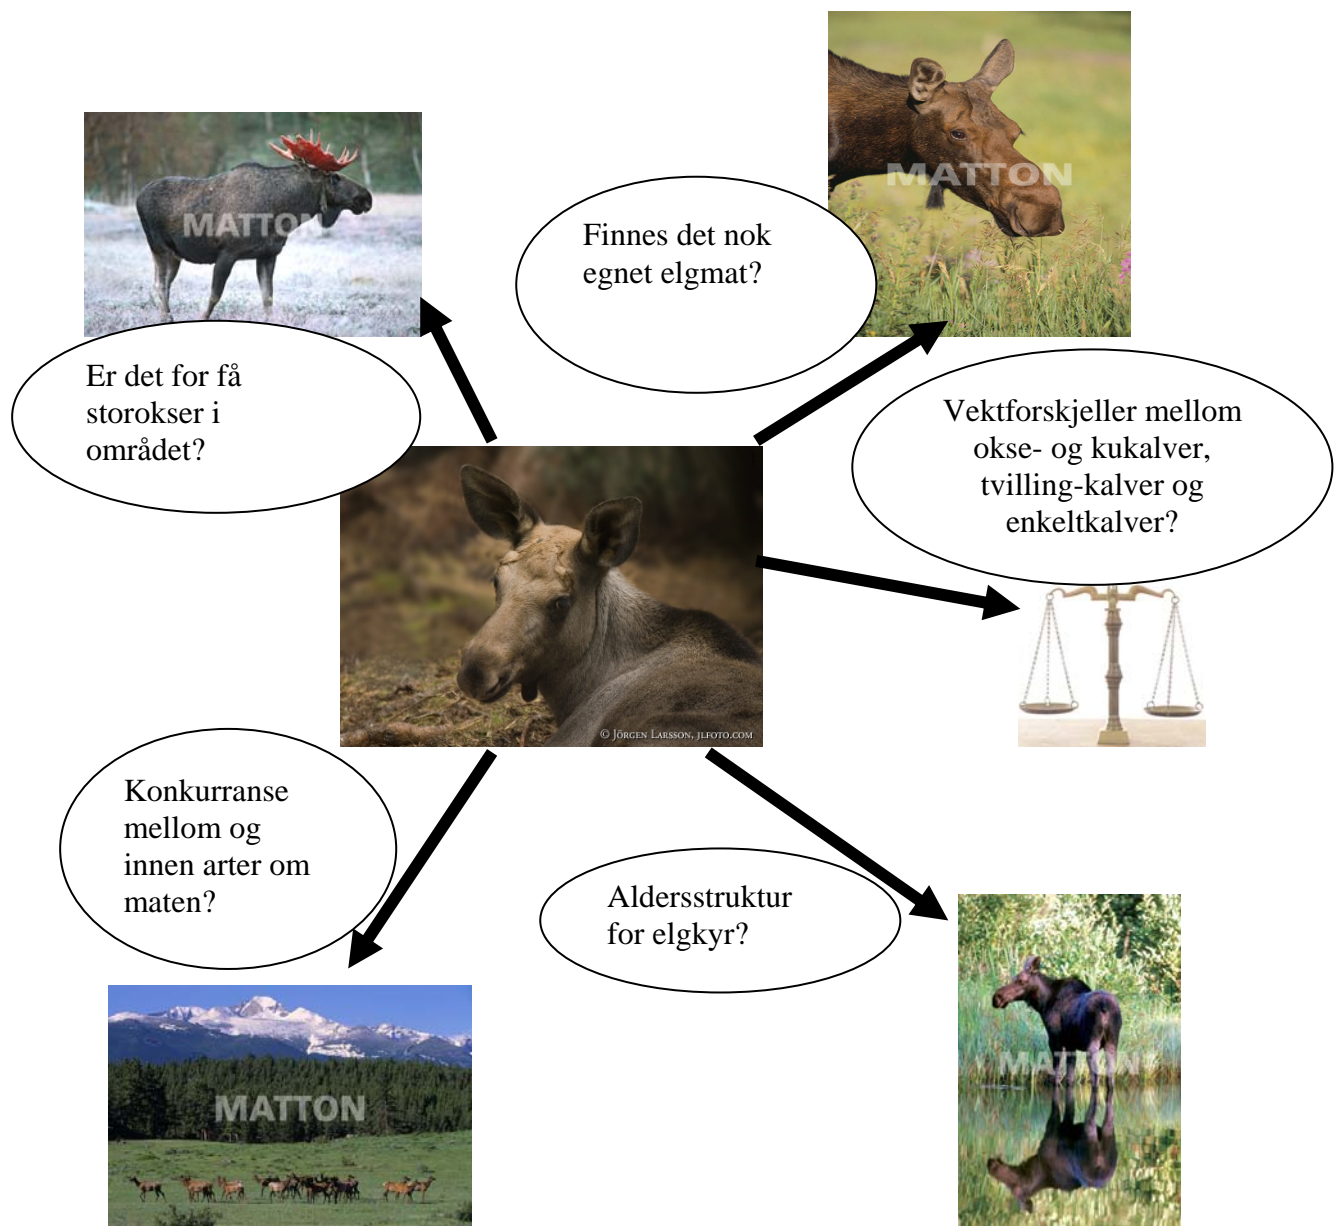 MATTON
MATTON
Finnes det nok
egnet elgmat?
Er det for få
storokser i
området?
Vektforskjeller mellom
okse- og kukalver,
tvilling-kalver og
enkeltkalver?
© JÖRGEN LARSSON, JLFOTO.COM
Konkurranse
mellom og
innen arter om
maten?
Aldersstruktur
for elgkyr?
MATTON
MATTON